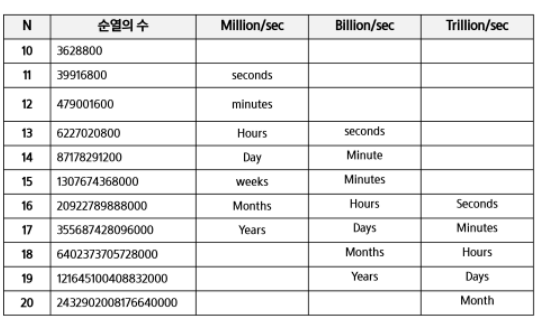 N 순열의 수 Million/sec Billion/sec Trillion/sec
10 3628800
11 39916800 seconds
12 479001600 minutes
13 6227020800 Hours seconds
14 87178291200 Day Minute
15 1307674368000 weeks Minutes
16 20922789888000 Months Hours Seconds
17 355687428096000 Years Days Minutes
18 6402373705728000 Months Hours
19 121645100408832000 Years Days
20 2432902008176640000 Month